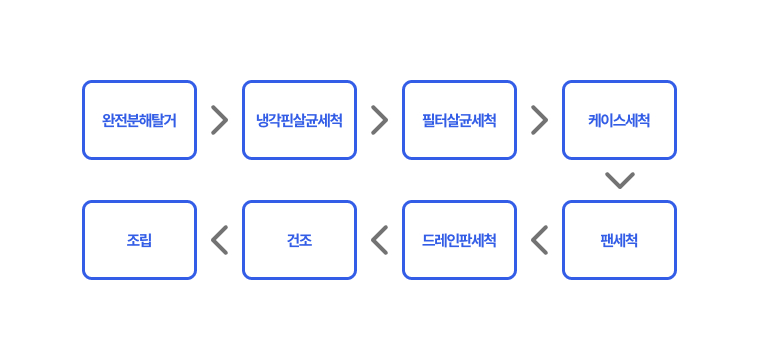 완전분해탈거
냉각핀살균세척
필터살균세척
케이스세척
팬세척
드레인판세척
건조
조립